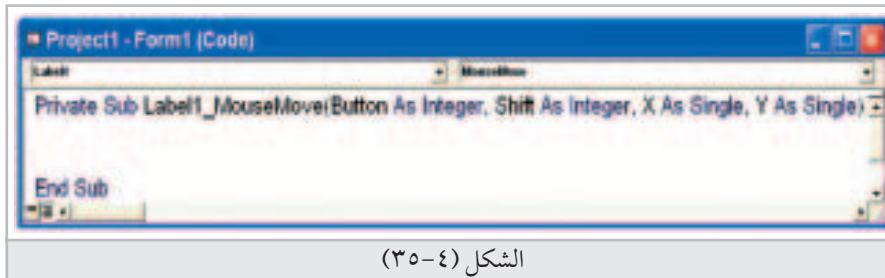 Project1 - Form1 (Code)
Label1 MouseMove
Private Sub Label1_MouseMove(Button As Integer, Shift As Integer, X As Single, Y As Single)
End Sub
الشكل (٤-٣٥)